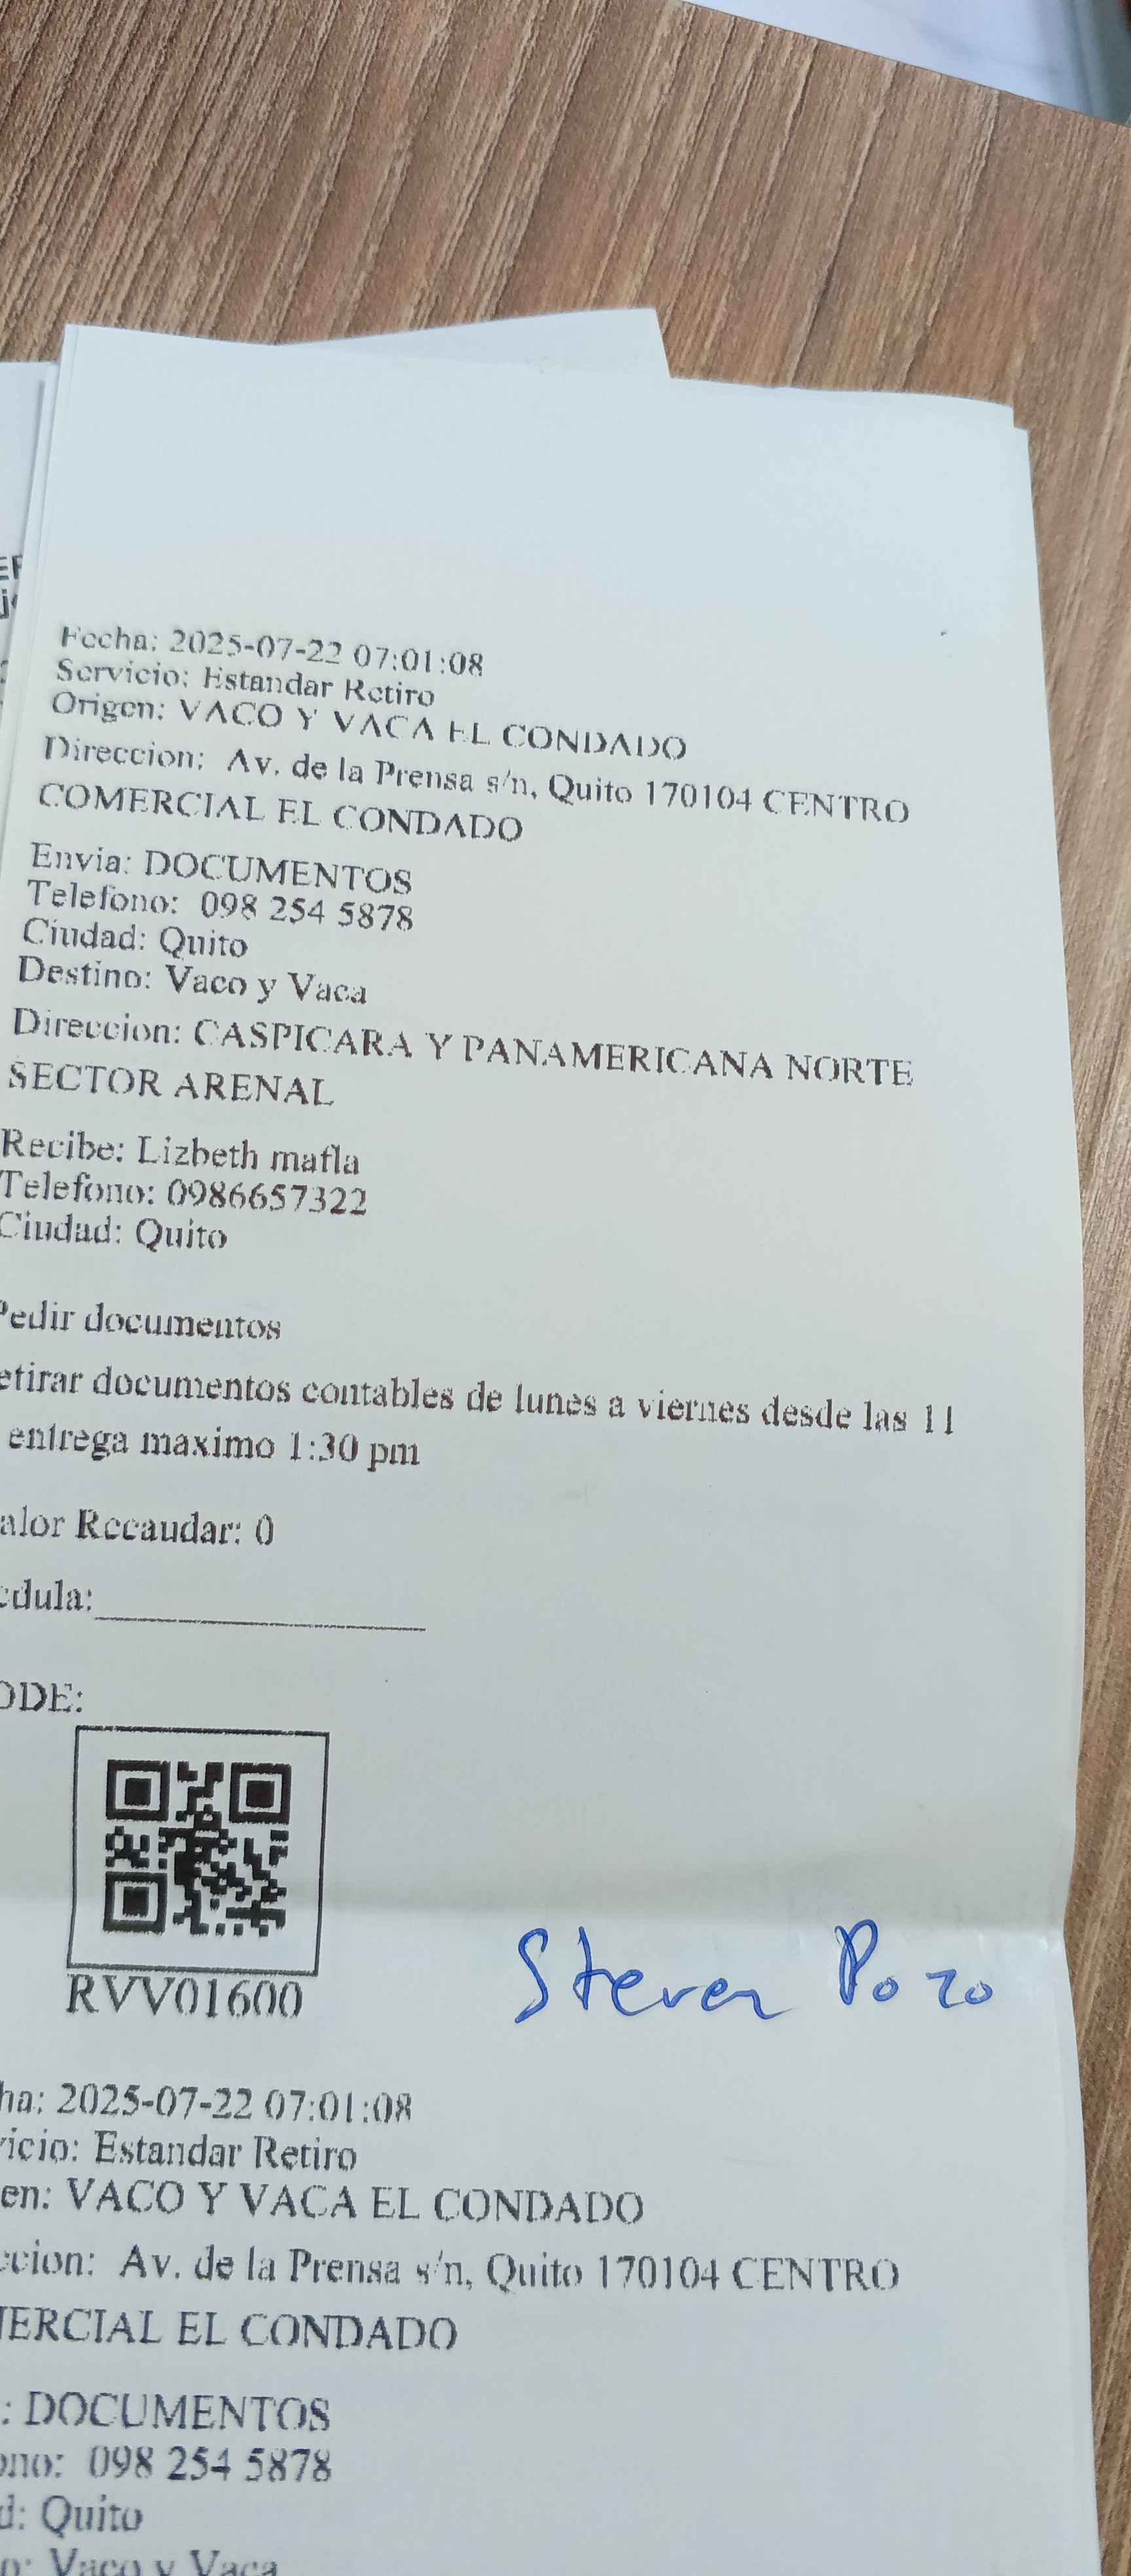 Fecha: 2025-07-22 07:01:08
Servicio: Estandar Retiro
Origen: VACO Y VACA EL CONDADO
Direccion: Av. de la Prensa s/n, Quito 170104 CENTRO
COMERCIAL EL CONDADO
Envia: DOCUMENTOS
Telefono: 098 254 5878
Ciudad: Quito
Destino: Vaco y Vaca
Direccion: CASPICARA Y PANAMERICANA NORTE
SECTOR ARENAL
Recibe: Lizbeth mafla
Telefono: 0986657322
Ciudad: Quito
Pedir documentos
etirar documentos contables de lunes a viernes desde las 11
entrega maximo 1:30 pm
alor Recaudar: 0
edula:
ODE:
RVV01600
Steven Pozo
ha: 2025-07-22 07:01:08
vicio: Estandar Retiro
en: VACO Y VACA EL CONDADO
ccion: Av. de la Prensa s/n, Quito 170104 CENTRO
MERCIAL EL CONDADO
: DOCUMENTOS
ono: 098 254 5878
d: Quito
o: Vaco y Vaca